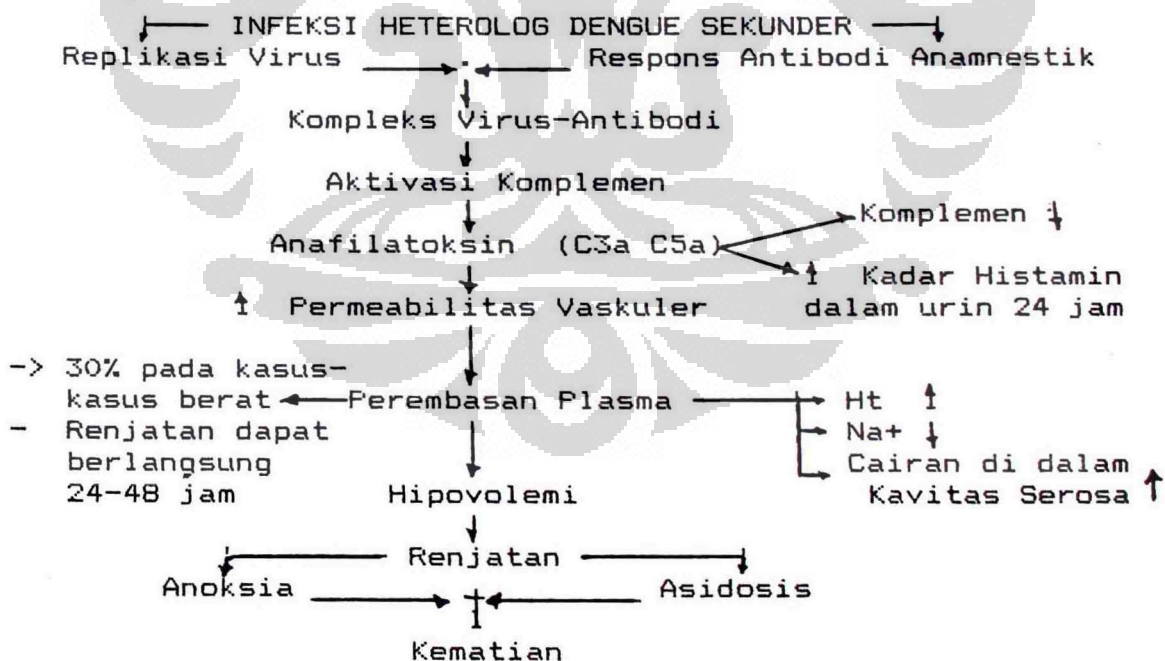 INFEKSI HETEROLOG DENGUE SEKUNDER
Replikasi Virus Respons Antibodi Anamnestik
Kompleks Virus-Antibodi
Aktivasi Komplemen
Komplemen ↓
Anafilatoksin (C3a C5a)
↑ Kadar Histamin
dalam urin 24 jam
↑ Permeabilitas Vaskuler
-> 30% pada kasus-
kasus berat
- Renjatan dapat
berlangsung
24-48 jam
Perembasan Plasma
Ht ↑
Na+ ↓
Cairan di dalam
Kavitas Serosa ↑
Hipovolemi
Renjatan
Anoksia Asidosis
Kematian